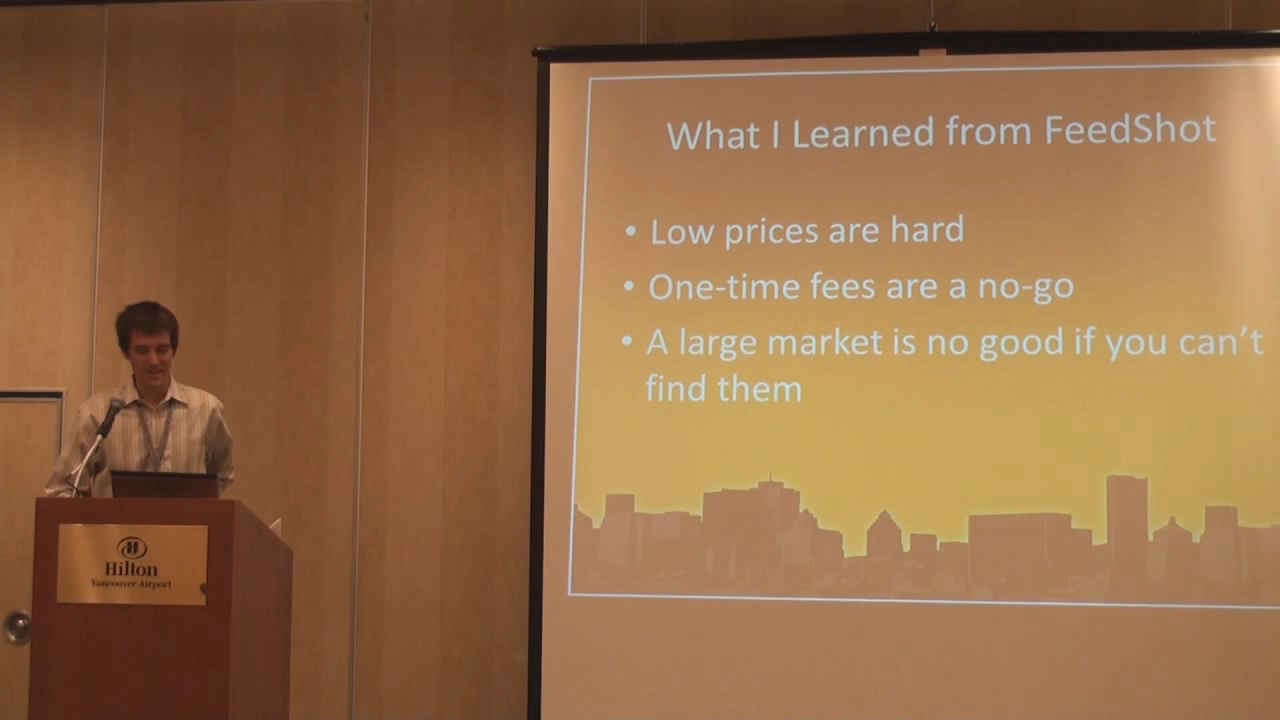 What I Learned from FeedShot
• Low prices are hard
• One-time fees are a no-go
• A large market is no good if you can't
find them
H
Hilton
Vancouver Airport